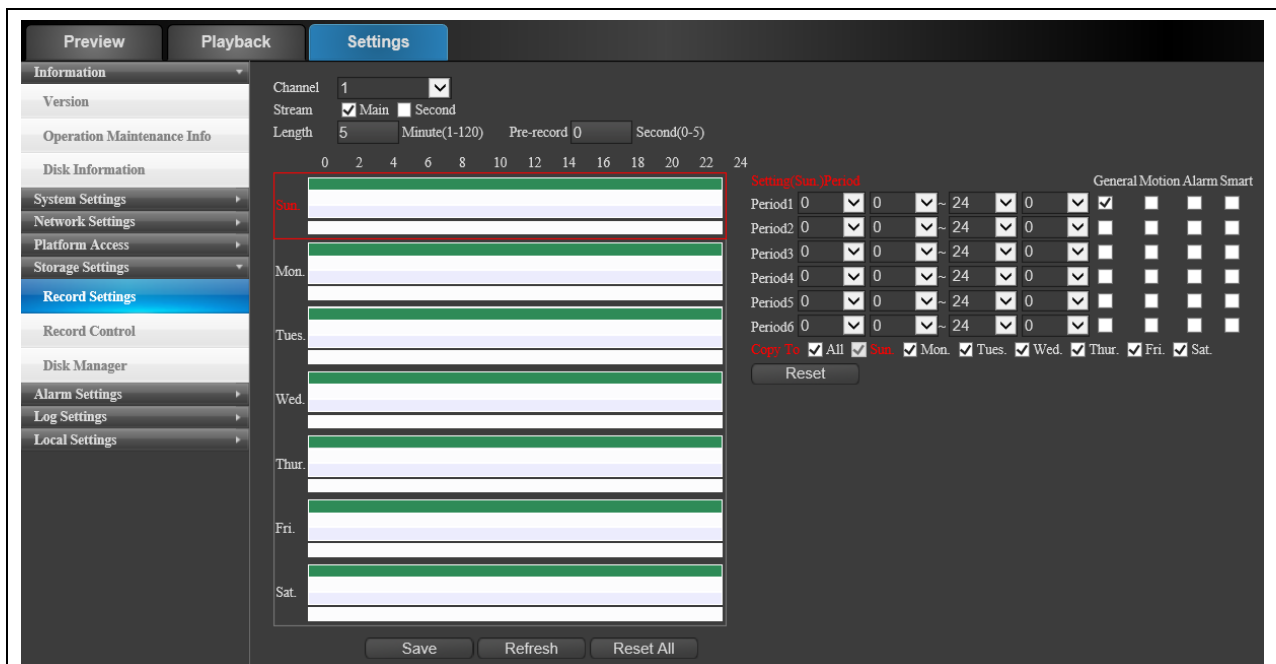 Preview Playback Settings
Information
Version
Operation Maintenance Info
Disk Information
System Settings
Network Settings
Platform Access
Storage Settings
Record Settings
Record Control
Disk Manager
Alarm Settings
Log Settings
Local Settings
Channel 1
Stream Main Second
Length 5 Minute(1-120) Pre-record 0 Second(0-5)
0 2 4 6 8 10 12 14 16 18 20 22 24
Sun.
Mon.
Tues.
Wed.
Thur.
Fri.
Sat.
Setting(Sun.)Period General Motion Alarm Smart
Period1 0 0 ~ 24 0
Period2 0 0 ~ 24 0
Period3 0 0 ~ 24 0
Period4 0 0 ~ 24 0
Period5 0 0 ~ 24 0
Period6 0 0 ~ 24 0
Copy To All Sun. Mon. Tues. Wed. Thur. Fri. Sat.
Reset
Save Refresh Reset All